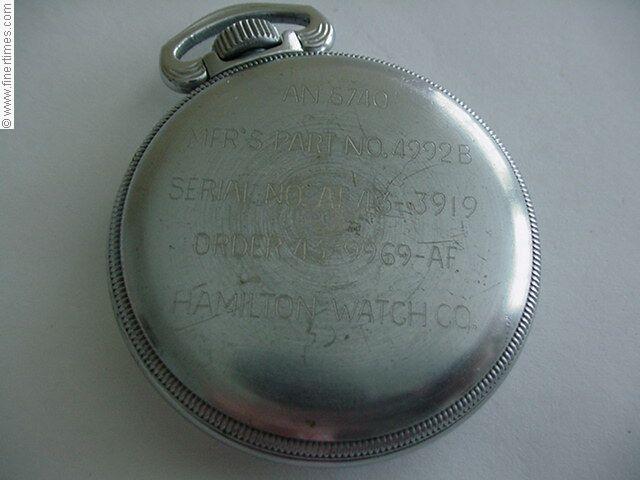 AN 5740
MFR'S PART NO. 4992B
SERIAL NO. AF43-3919
ORDER 43-9969-AF
HAMILTON WATCH CO.
© www.finertimes.com